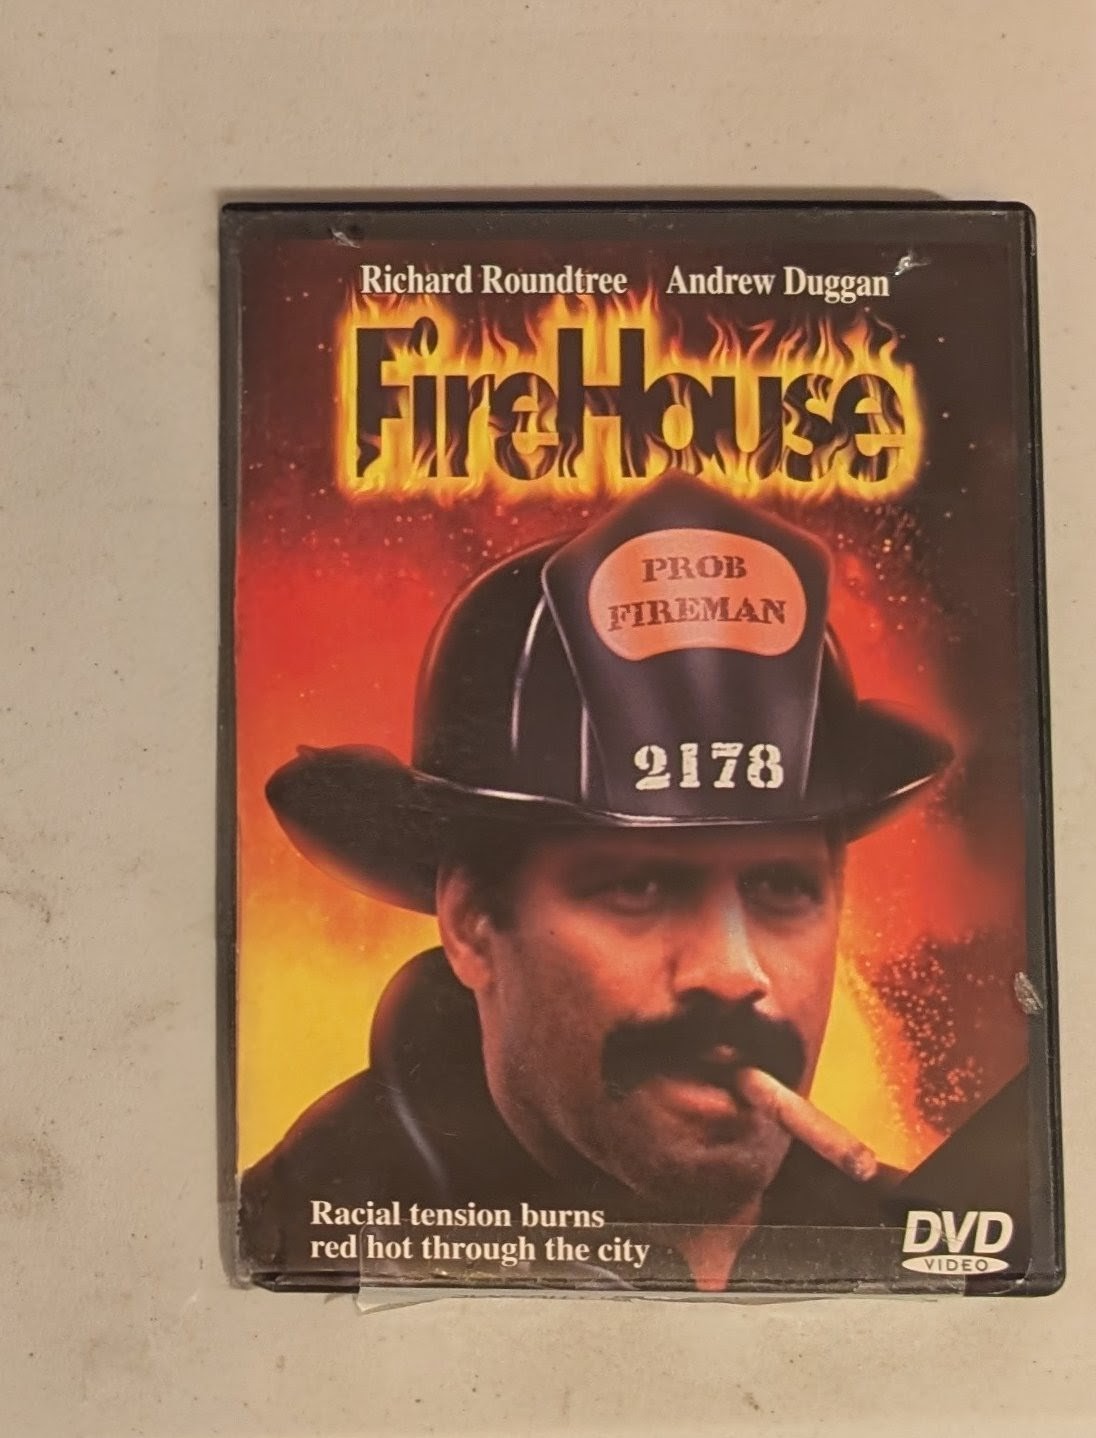 Richard Roundtree Andrew Duggan
FireHouse
PROB
FIREMAN
2178
Racial tension burns
red hot through the city
DVD
VIDEO